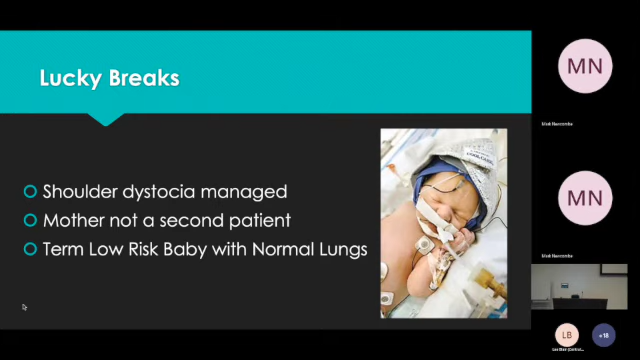 Lucky Breaks
Shoulder dystocia managed
Mother not a second patient
Term Low Risk Baby with Normal Lungs
MN
MN
LB
+18